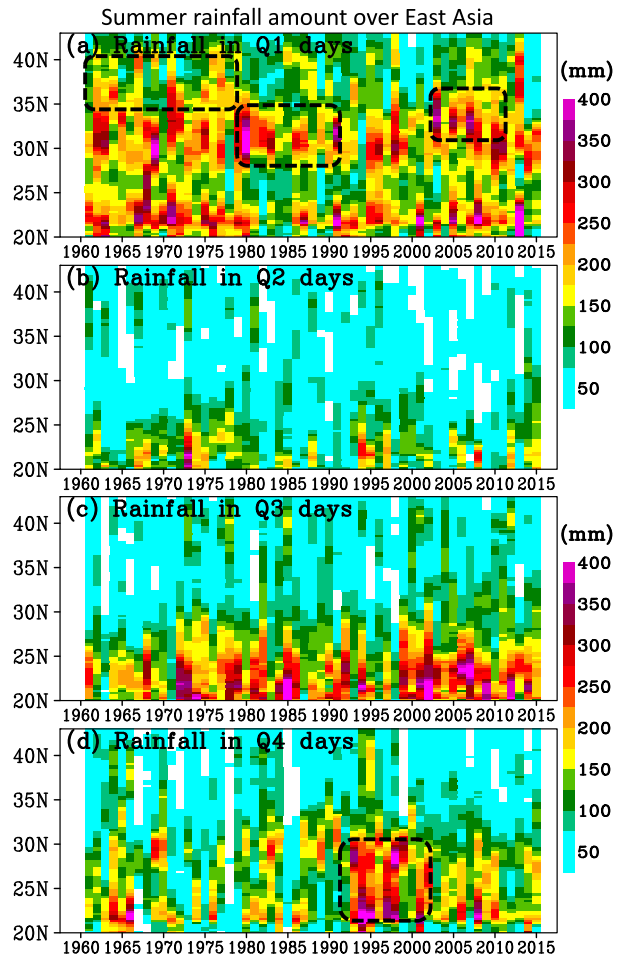 Summer rainfall amount over East Asia
(a) Rainfall in Q1 days
40N
35N
30N
25N
20N
1960 1965 1970 1975 1980 1985 1990 1995 2000 2005 2010 2015
(mm)
400
350
300
250
200
150
100
50
(b) Rainfall in Q2 days
40N
35N
30N
25N
20N
1960 1965 1970 1975 1980 1985 1990 1995 2000 2005 2010 2015
(c) Rainfall in Q3 days
40N
35N
30N
25N
20N
1960 1965 1970 1975 1980 1985 1990 1995 2000 2005 2010 2015
(mm)
400
350
300
250
200
150
100
50
(d) Rainfall in Q4 days
40N
35N
30N
25N
20N
1960 1965 1970 1975 1980 1985 1990 1995 2000 2005 2010 2015